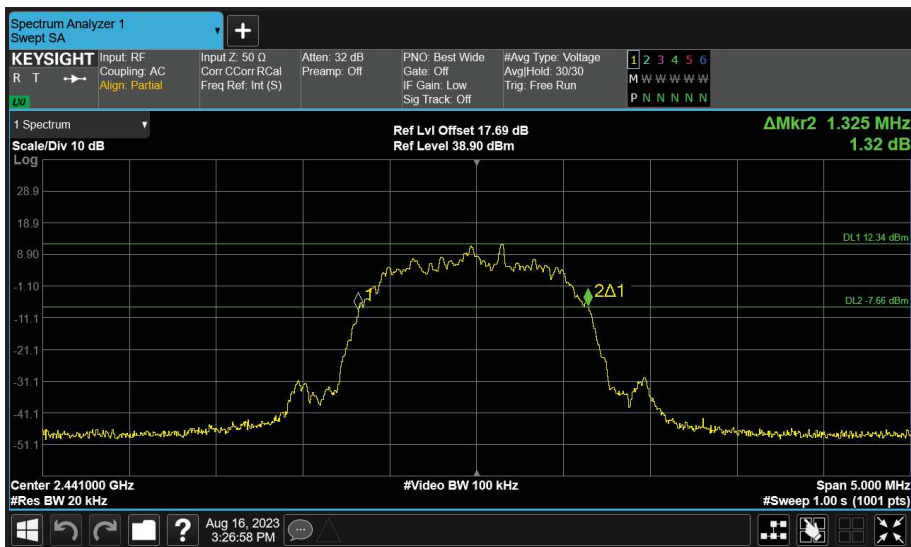 Spectrum Analyzer 1
Swept SA
KEYSIGHT
R T
LXI
Input: RF
Coupling: AC
Align: Partial
Input Z: 50 Ω
Corr CCorr RCal
Freq Ref: Int (S)
Atten: 32 dB
Preamp: Off
PNO: Best Wide
Gate: Off
IF Gain: Low
Sig Track: Off
#Avg Type: Voltage
Avg|Hold: 30/30
Trig: Free Run
1 2 3 4 5 6
M W W W W W
P N N N N N
1 Spectrum
Scale/Div 10 dB
Log
Ref Lvl Offset 17.69 dB
Ref Level 38.90 dBm
ΔMkr2 1.325 MHz
1.32 dB
28.9
18.9
8.90
-1.10
-11.1
-21.1
-31.1
-41.1
-51.1
DL1 12.34 dBm
DL2 -7.66 dBm
1
2Δ1
Center 2.441000 GHz
#Res BW 20 kHz
#Video BW 100 kHz
Span 5.000 MHz
#Sweep 1.00 s (1001 pts)
?
Aug 16, 2023
3:26:58 PM